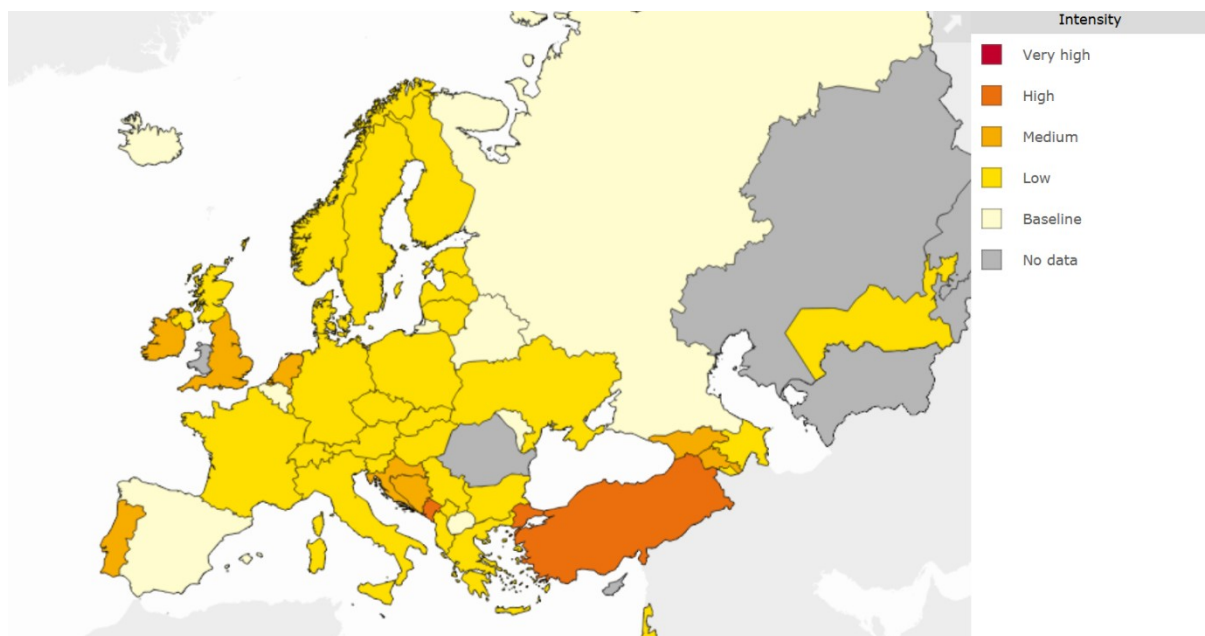 Intensity
Very high
High
Medium
Low
Baseline
No data